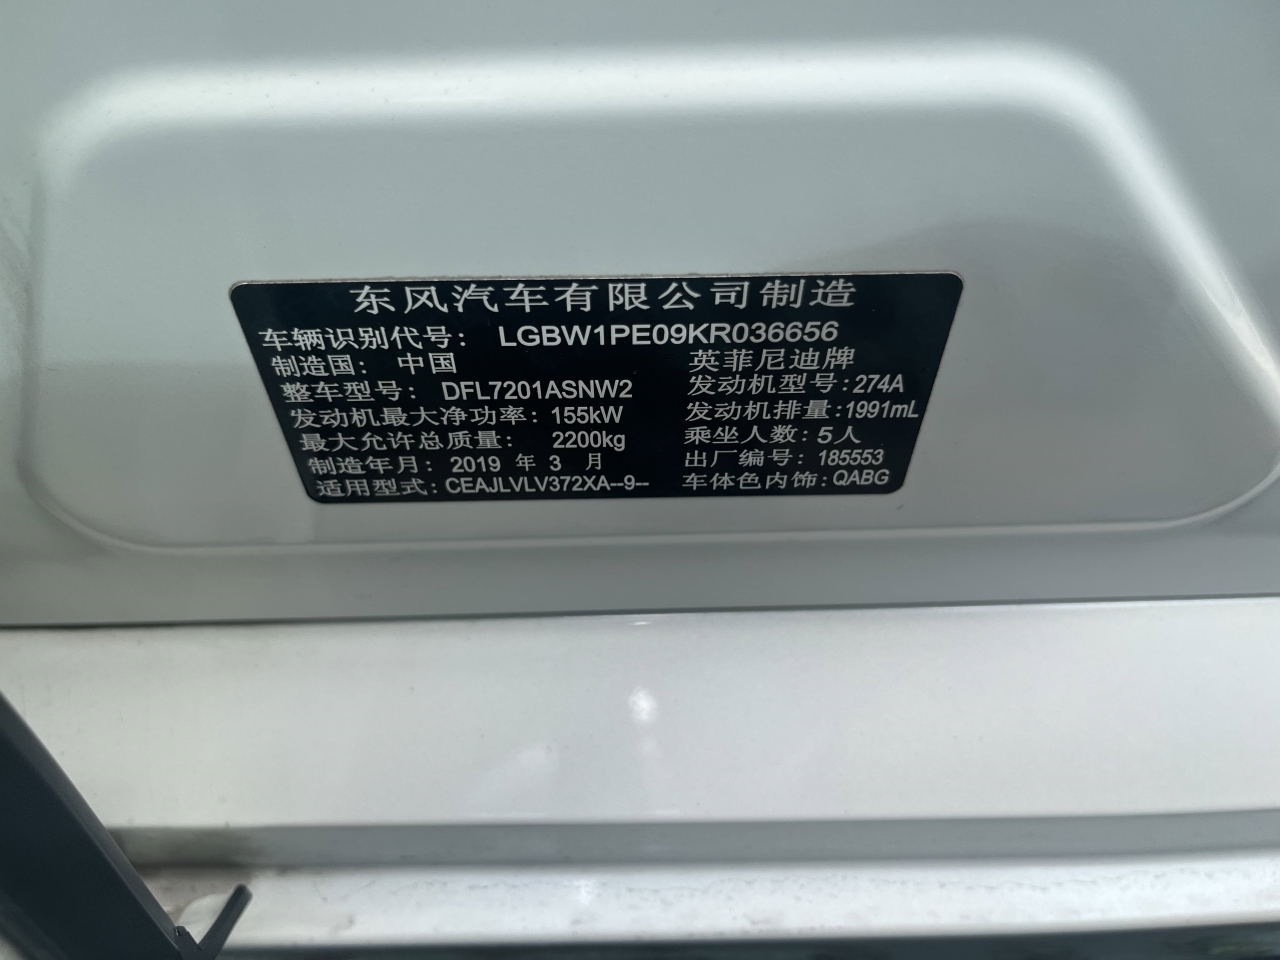 东风汽车有限公司制造
车辆识别代号： LGBW1PE09KR036656
制造国： 中国 英菲尼迪牌
整车型号： DFL7201ASNW2 发动机型号：274A
发动机最大净功率：155kW 发动机排量：1991mL
最大允许总质量： 2200kg 乘坐人数：5人
制造年月：2019 年 3 月 出厂编号：185553
适用型式：CEAJLVLV372XA--9-- 车体色内饰：QABG